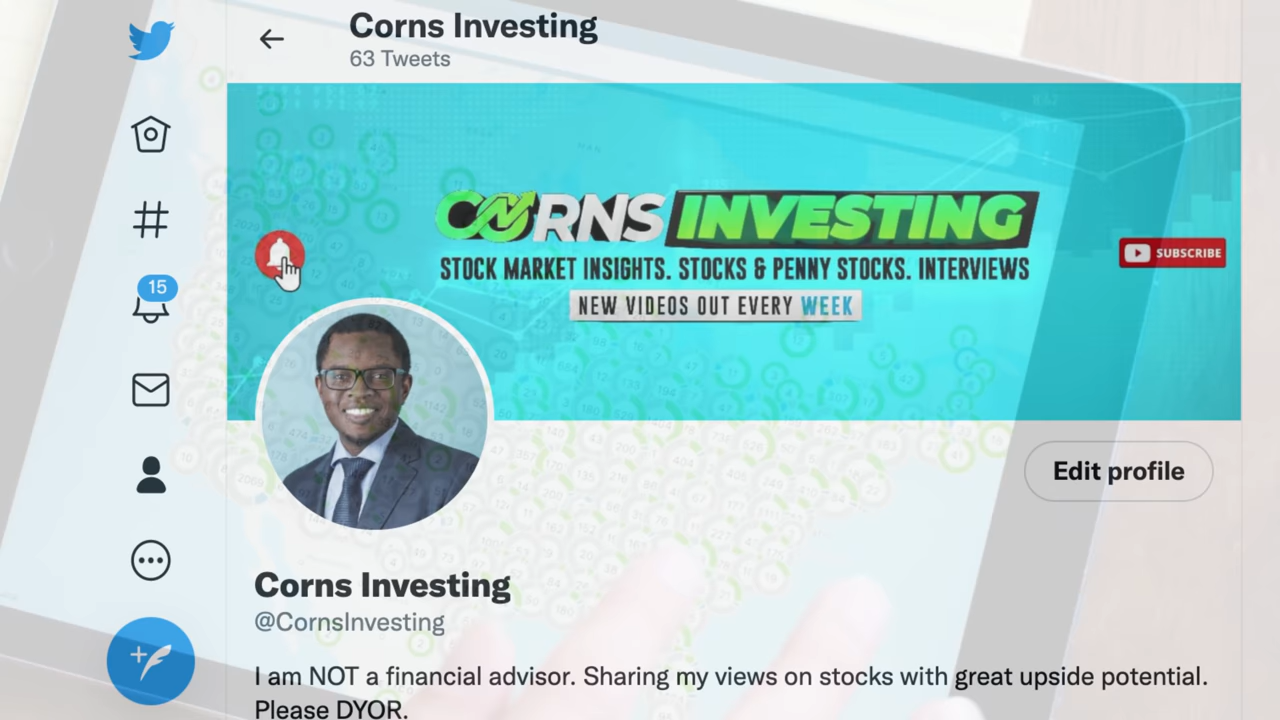 Corns Investing
63 Tweets
CORNS INVESTING
STOCK MARKET INSIGHTS. STOCKS & PENNY STOCKS. INTERVIEWS
SUBSCRIBE
NEW VIDEOS OUT EVERY WEEK
15
Edit profile
Corns Investing
@CornsInvesting
I am NOT a financial advisor. Sharing my views on stocks with great upside potential.
Please DYOR.